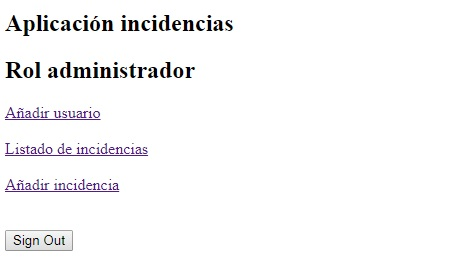 Aplicación incidencias
Rol administrador
Añadir usuario
Listado de incidencias
Añadir incidencia
Sign Out